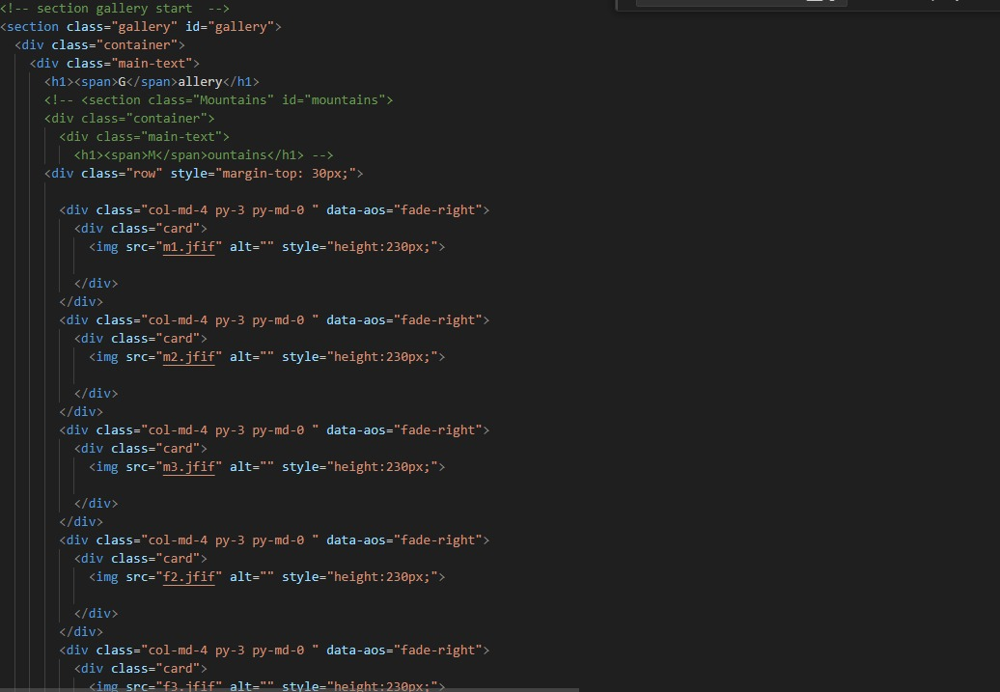 <!-- section gallery start  -->
<section class="gallery" id="gallery">
<div class="container">
<div class="main-text">
<h1><span>G</span>allery</h1>
<!-- <section class="Mountains" id="mountains">
<div class="container">
<div class="main-text">
<h1><span>M</span>ountains</h1> -->
<div class="row" style="margin-top: 30px;">
<div class="col-md-4 py-3 py-md-0 " data-aos="fade-right">
<div class="card">
<img src="m1.jfif" alt="" style="height:230px;">
</div>
</div>
<div class="col-md-4 py-3 py-md-0 " data-aos="fade-right">
<div class="card">
<img src="m2.jfif" alt="" style="height:230px;">
</div>
</div>
<div class="col-md-4 py-3 py-md-0 " data-aos="fade-right">
<div class="card">
<img src="m3.jfif" alt="" style="height:230px;">
</div>
</div>
<div class="col-md-4 py-3 py-md-0 " data-aos="fade-right">
<div class="card">
<img src="f2.jfif" alt="" style="height:230px;">
</div>
</div>
<div class="col-md-4 py-3 py-md-0 " data-aos="fade-right">
<div class="card">
<img src="f3.jfif" alt="" style="height:230px;">